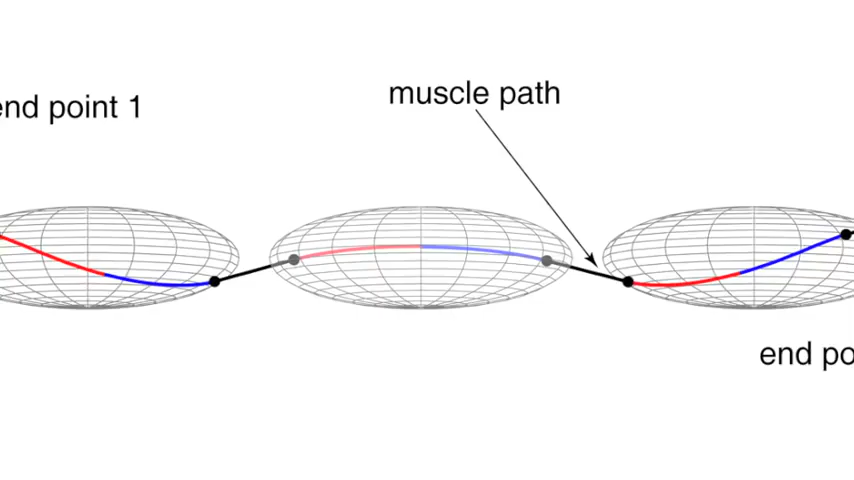 muscle path
end point 1
end